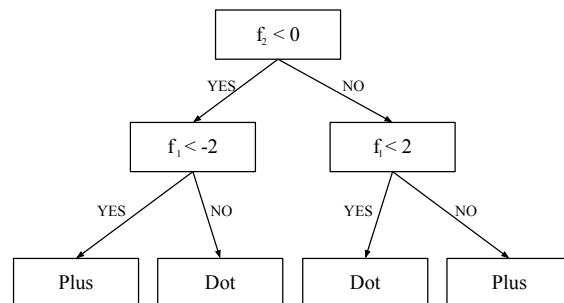 f₂ < 0
YES
NO
f₁ < -2
f₁ < 2
YES
NO
YES
NO
Plus
Dot
Dot
Plus